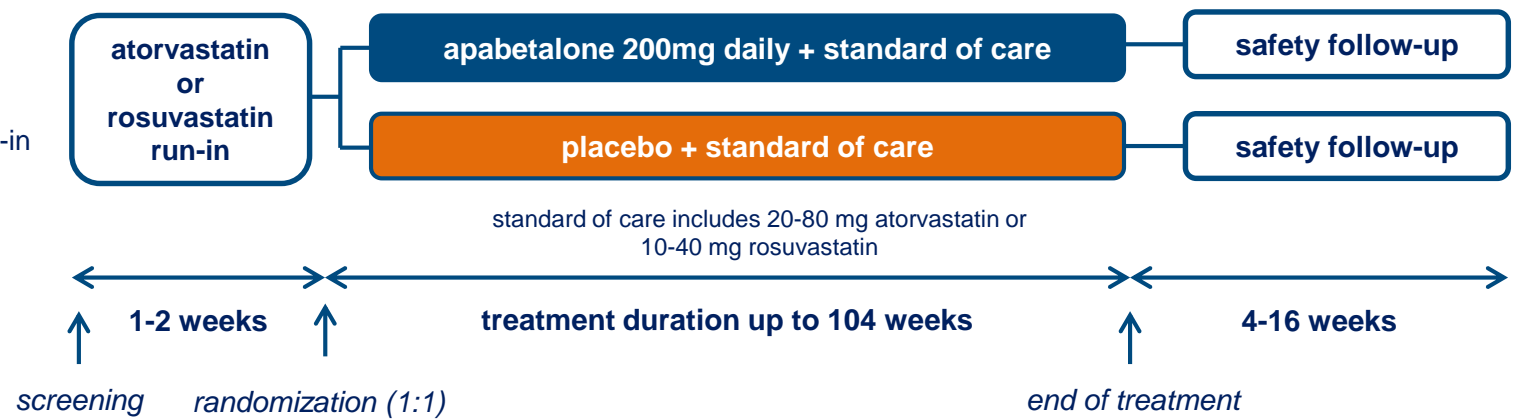 atorvastatin
or
rosuvastatin
run-in
-in
apabetalone 200mg daily + standard of care
safety follow-up
placebo + standard of care
safety follow-up
standard of care includes 20-80 mg atorvastatin or
10-40 mg rosuvastatin
1-2 weeks
treatment duration up to 104 weeks
4-16 weeks
screening
randomization (1:1)
end of treatment